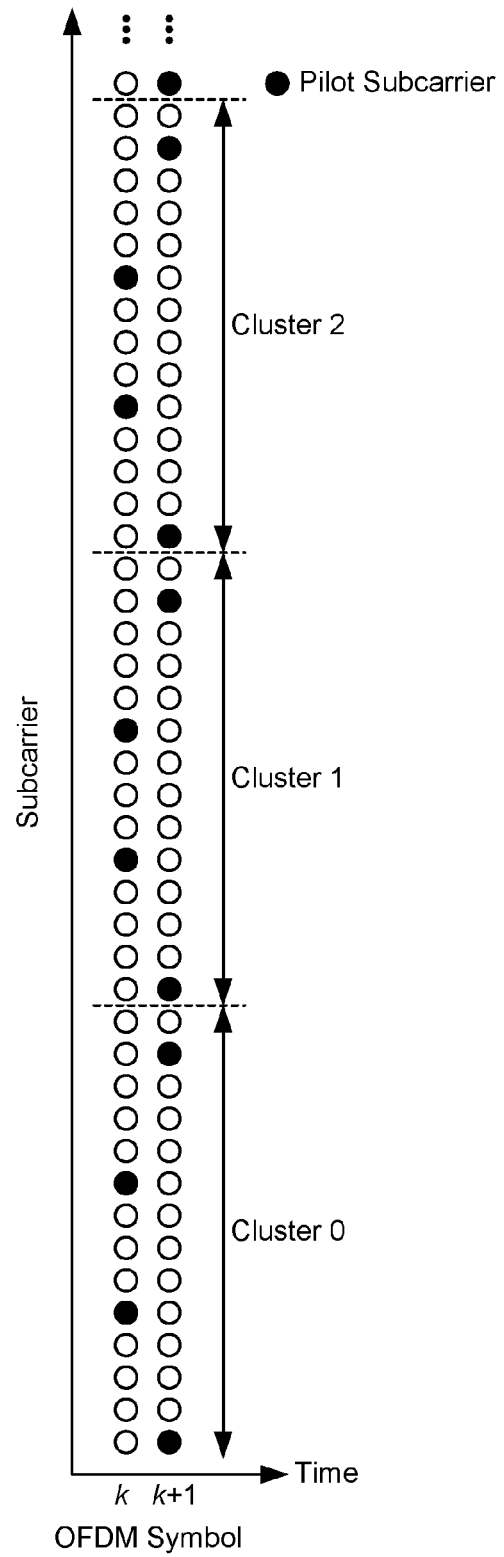 Pilot Subcarrier
Cluster 2
Cluster 1
Cluster 0
Subcarrier
Time
k k+1
OFDM Symbol